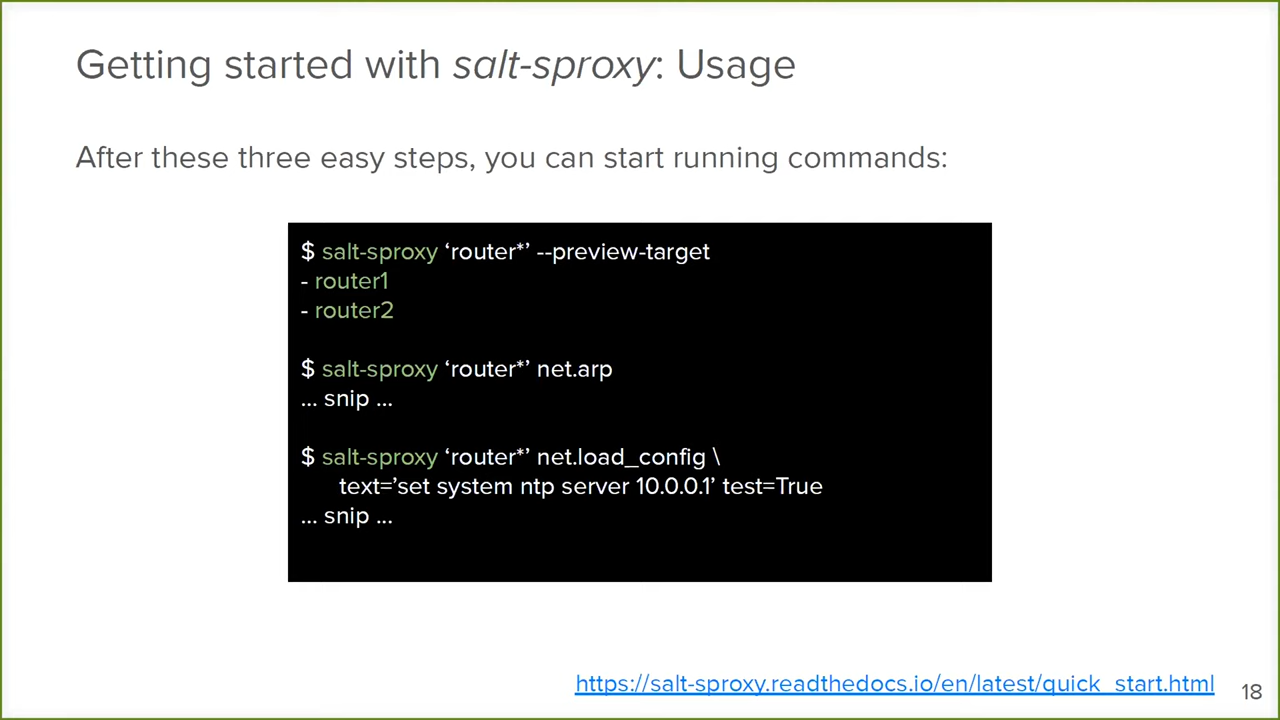 Getting started with salt-sproxy: Usage
After these three easy steps, you can start running commands:
$ salt-sproxy ‘router*’ --preview-target
- router1
- router2
$ salt-sproxy ‘router*’ net.arp
... snip ...
$ salt-sproxy ‘router*’ net.load_config \
text=’set system ntp server 10.0.0.1’ test=True
... snip ...
https://salt-sproxy.readthedocs.io/en/latest/quick_start.html
18